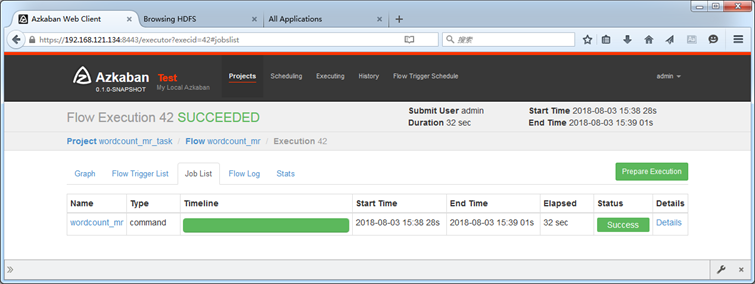 Azkaban Web Client × Browsing HDFS × All Applications × +
https://192.168.121.134:8443/executor?execid=42#jobslist 搜索
Azkaban Test Projects Scheduling Executing History Flow Trigger Schedule admin
0.1.0-SNAPSHOT My Local Azkaban
Flow Execution 42 SUCCEEDED
Submit User admin Start Time 2018-08-03 15:38 28s
Duration 32 sec End Time 2018-08-03 15:39 01s
Project wordcount_mr_task / Flow wordcount_mr / Execution 42
Graph Flow Trigger List Job List Flow Log Stats Prepare Execution
Name Type Timeline Start Time End Time Elapsed Status Details
wordcount_mr command 2018-08-03 15:38 28s 2018-08-03 15:39 01s 32 sec Success Details